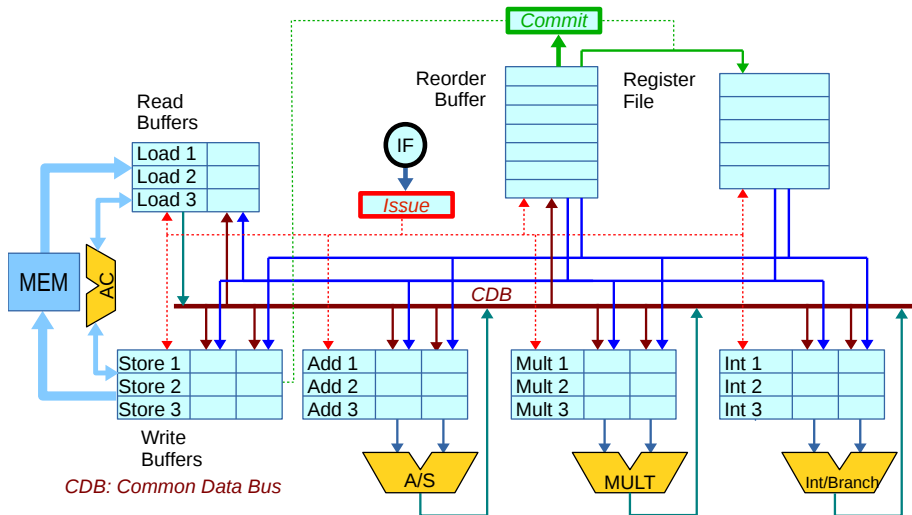 Commit
Reorder
Buffer
Register
File
Read
Buffers
IF
Load 1
Load 2
Load 3
Issue
MEM
AC
CDB
Store 1
Store 2
Store 3
Add 1
Add 2
Add 3
Mult 1
Mult 2
Mult 3
Int 1
Int 2
Int 3
Write
Buffers
A/S
MULT
Int/Branch
CDB: Common Data Bus